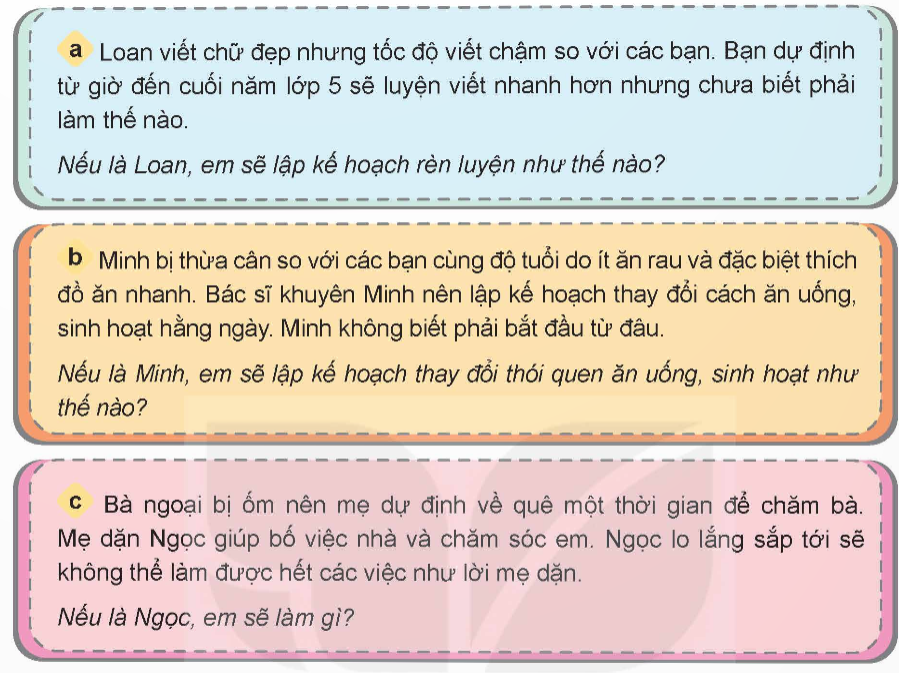 a Loan viết chữ đẹp nhưng tốc độ viết chậm so với các bạn. Bạn dự định
từ giờ đến cuối năm lớp 5 sẽ luyện viết nhanh hơn nhưng chưa biết phải
làm thế nào.
Nếu là Loan, em sẽ lập kế hoạch rèn luyện như thế nào?
b Minh bị thừa cân so với các bạn cùng độ tuổi do ít ăn rau và đặc biệt thích
đồ ăn nhanh. Bác sĩ khuyên Minh nên lập kế hoạch thay đổi cách ăn uống,
sinh hoạt hằng ngày. Minh không biết phải bắt đầu từ đâu.
Nếu là Minh, em sẽ lập kế hoạch thay đổi thói quen ăn uống, sinh hoạt như
thế nào?
c Bà ngoại bị ốm nên mẹ dự định về quê một thời gian để chăm bà.
Mẹ dặn Ngọc giúp bố việc nhà và chăm sóc em. Ngọc lo lắng sắp tới sẽ
không thể làm được hết các việc như lời mẹ dặn.
Nếu là Ngọc, em sẽ làm gì?